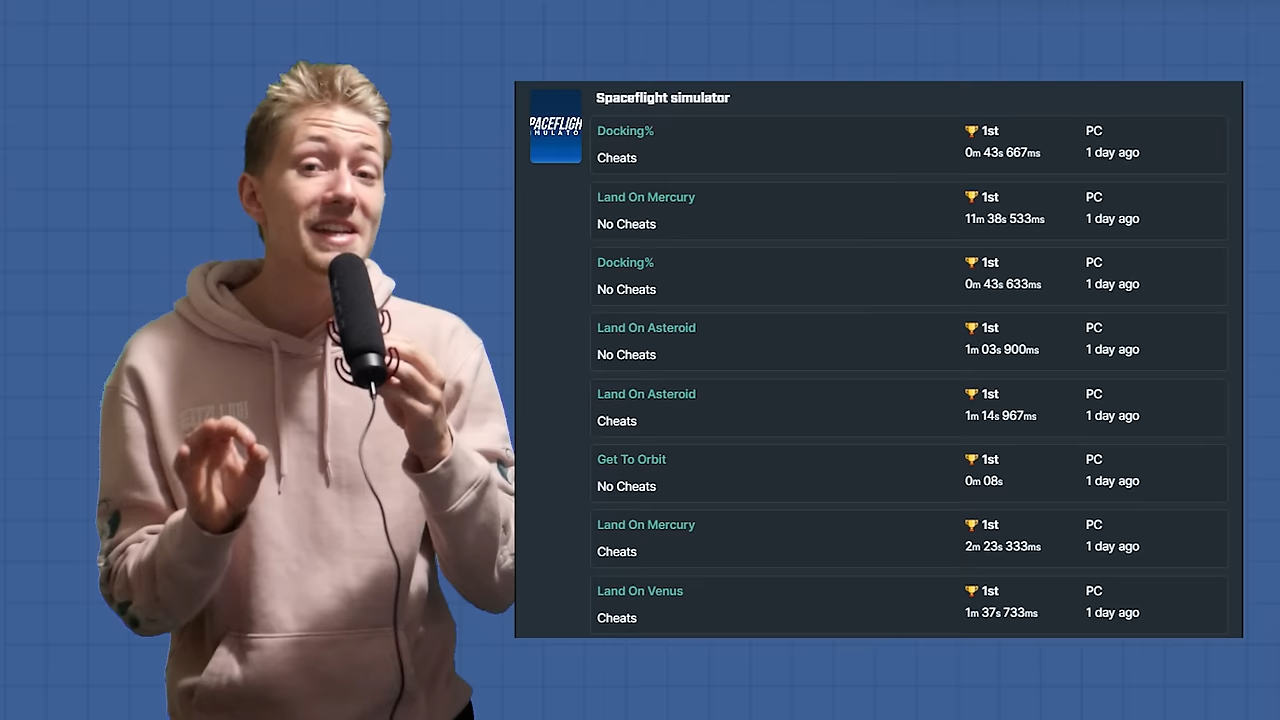 Spaceflight simulator
PACEFLIGH
IMULATO
Docking%
1st
PC
Cheats
0m 43s 667ms
1 day ago
Land On Mercury
1st
PC
No Cheats
11m 38s 533ms
1 day ago
Docking%
1st
PC
No Cheats
0m 43s 633ms
1 day ago
Land On Asteroid
1st
PC
No Cheats
1m 03s 900ms
1 day ago
Land On Asteroid
1st
PC
Cheats
1m 14s 967ms
1 day ago
Get To Orbit
1st
PC
No Cheats
0m 08s
1 day ago
Land On Mercury
1st
PC
Cheats
2m 23s 333ms
1 day ago
Land On Venus
1st
PC
Cheats
1m 37s 733ms
1 day ago